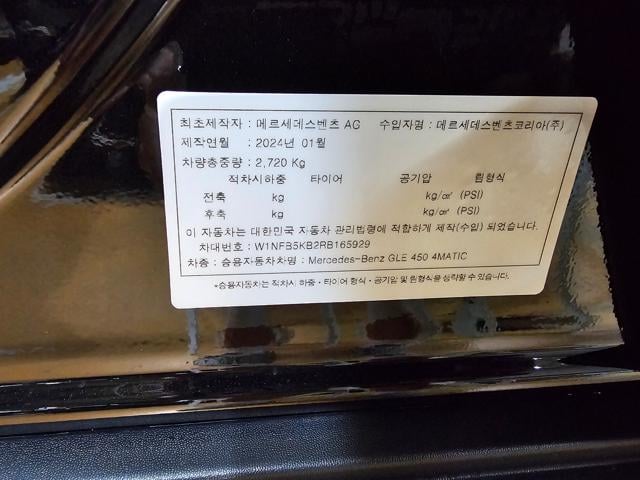 최초제작자 : 메르세데스벤츠 AG 수입자명 : 메르세데스벤츠코리아(주)
제작연월 : 2024년 01월
차량총중량 : 2,720 Kg
적차시하중 타이어 공기압 림형식
전축 kg kg/㎠ (PSI)
후축 kg kg/㎠ (PSI)
이 자동차는 대한민국 자동차 관리법령에 적합하게 제작(수입) 되었습니다.
차대번호 : W1NFB5KB2RB165929
차종 : 승용자동차차명 : Mercedes-Benz GLE 450 4MATIC
*승용자동차는 적차시 하중·타이어 형식·공기압 및 림형식을 생략할 수 있습니다.